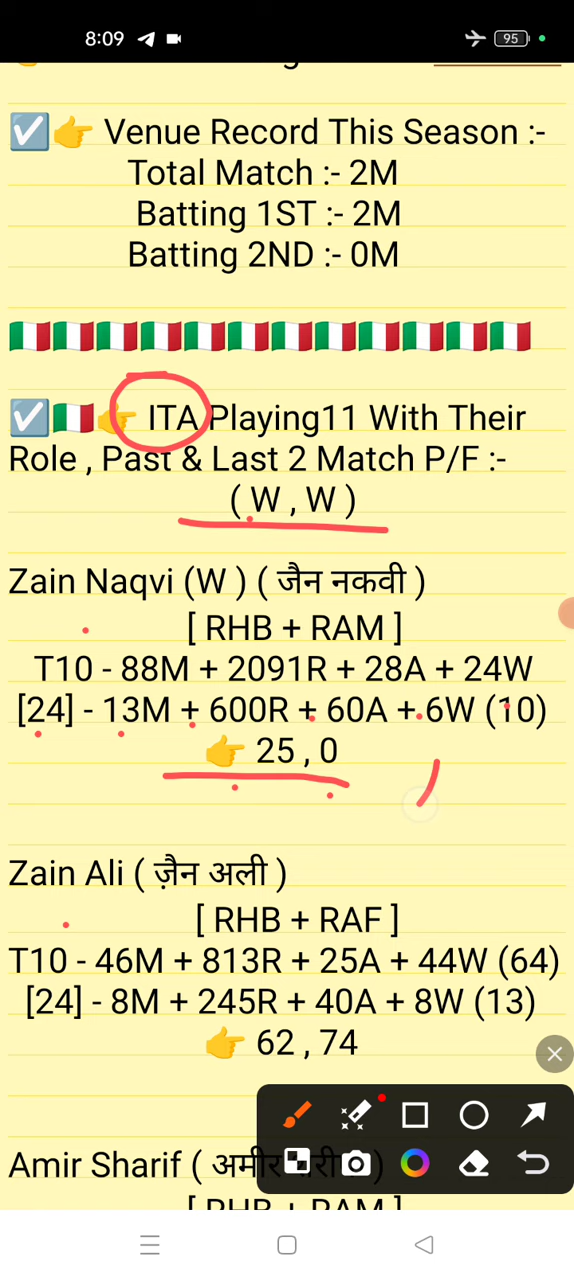 8:09
95
Venue Record This Season :-
Total Match :- 2M
Batting 1ST :- 2M
Batting 2ND :- 0M
ITA Playing11 With Their
Role , Past & Last 2 Match P/F :-
( W , W )
Zain Naqvi (W ) ( जैन नकवी )
[ RHB + RAM ]
T10 - 88M + 2091R + 28A + 24W
[24] - 13M + 600R + 60A + 6W (10)
👉 25 , 0
Zain Ali ( ज़ैन अली )
[ RHB + RAF ]
T10 - 46M + 813R + 25A + 44W (64)
[24] - 8M + 245R + 40A + 8W (13)
👉 62 , 74
Amir Sharif (
[ RHB + RAM ]